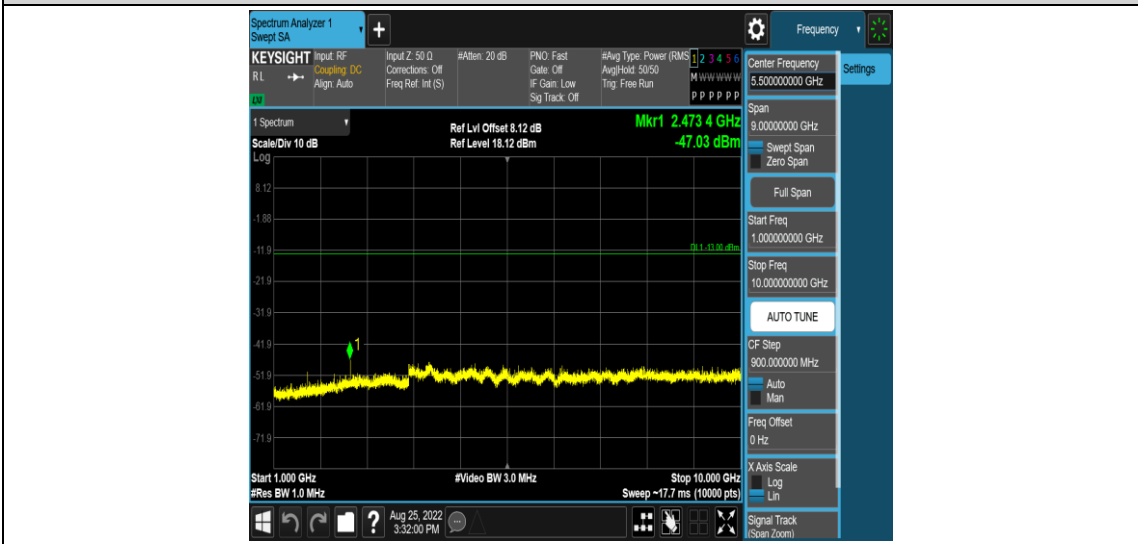 Spectrum Analyzer 1
Swept SA
+
Frequency
KEYSIGHT
R L
LXI
Input: RF
Coupling: DC
Align: Auto
Input Z: 50 Ω
Corrections: Off
Freq Ref: Int (S)
#Atten: 20 dB
PNO: Fast
Gate: Off
IF Gain: Low
Sig Track: Off
#Avg Type: Power (RMS
Avg|Hold: 50/50
Trig: Free Run
1 2 3 4 5 6
M W W W W W
P P P P P P
Center Frequency
5.500000000 GHz
Settings
Span
9.00000000 GHz
Swept Span
Zero Span
Full Span
Start Freq
1.000000000 GHz
Stop Freq
10.000000000 GHz
AUTO TUNE
CF Step
900.000000 MHz
Auto
Man
Freq Offset
0 Hz
X Axis Scale
Log
Lin
Signal Track
(Span Zoom)
1 Spectrum
Scale/Div 10 dB
Log
Ref Lvl Offset 8.12 dB
Ref Level 18.12 dBm
Mkr1 2.473 4 GHz
-47.03 dBm
8.12
-1.88
-11.9
DL1 -13.00 dBm
-21.9
-31.9
-41.9
1
-51.9
-61.9
-71.9
Start 1.000 GHz
#Res BW 1.0 MHz
#Video BW 3.0 MHz
Stop 10.000 GHz
Sweep ~17.7 ms (10000 pts)
?
Aug 25, 2022
3:32:00 PM